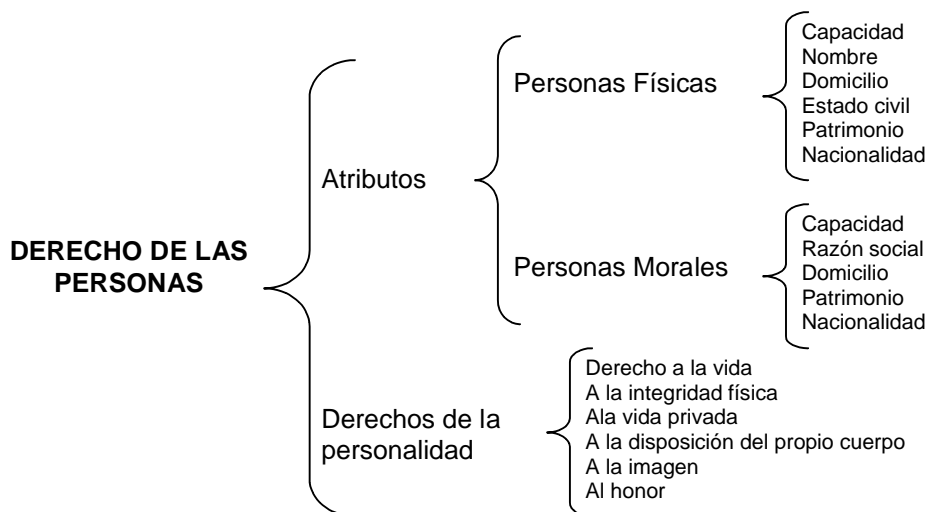 DERECHO DE LAS
PERSONAS
Atributos
Personas Físicas
Capacidad
Nombre
Domicilio
Estado civil
Patrimonio
Nacionalidad
Personas Morales
Capacidad
Razón social
Domicilio
Patrimonio
Nacionalidad
Derechos de la
personalidad
Derecho a la vida
A la integridad física
Ala vida privada
A la disposición del propio cuerpo
A la imagen
Al honor